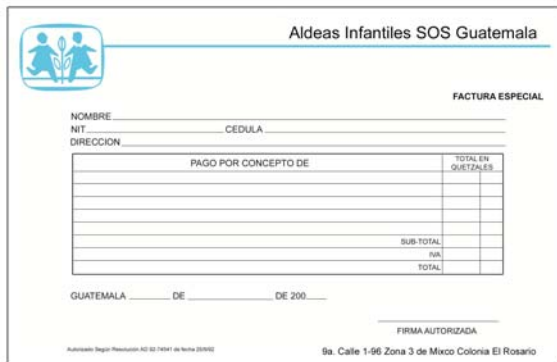 Aldeas Infantiles SOS Guatemala
FACTURA ESPECIAL
NOMBRE
NIT CEDULA
DIRECCION
PAGO POR CONCEPTO DE TOTAL EN QUETZALES
SUB-TOTAL
IVA
TOTAL
GUATEMALA DE DE 200
FIRMA AUTORIZADA
9a. Calle 1-96 Zona 3 de Mixco Colonia El Rosario